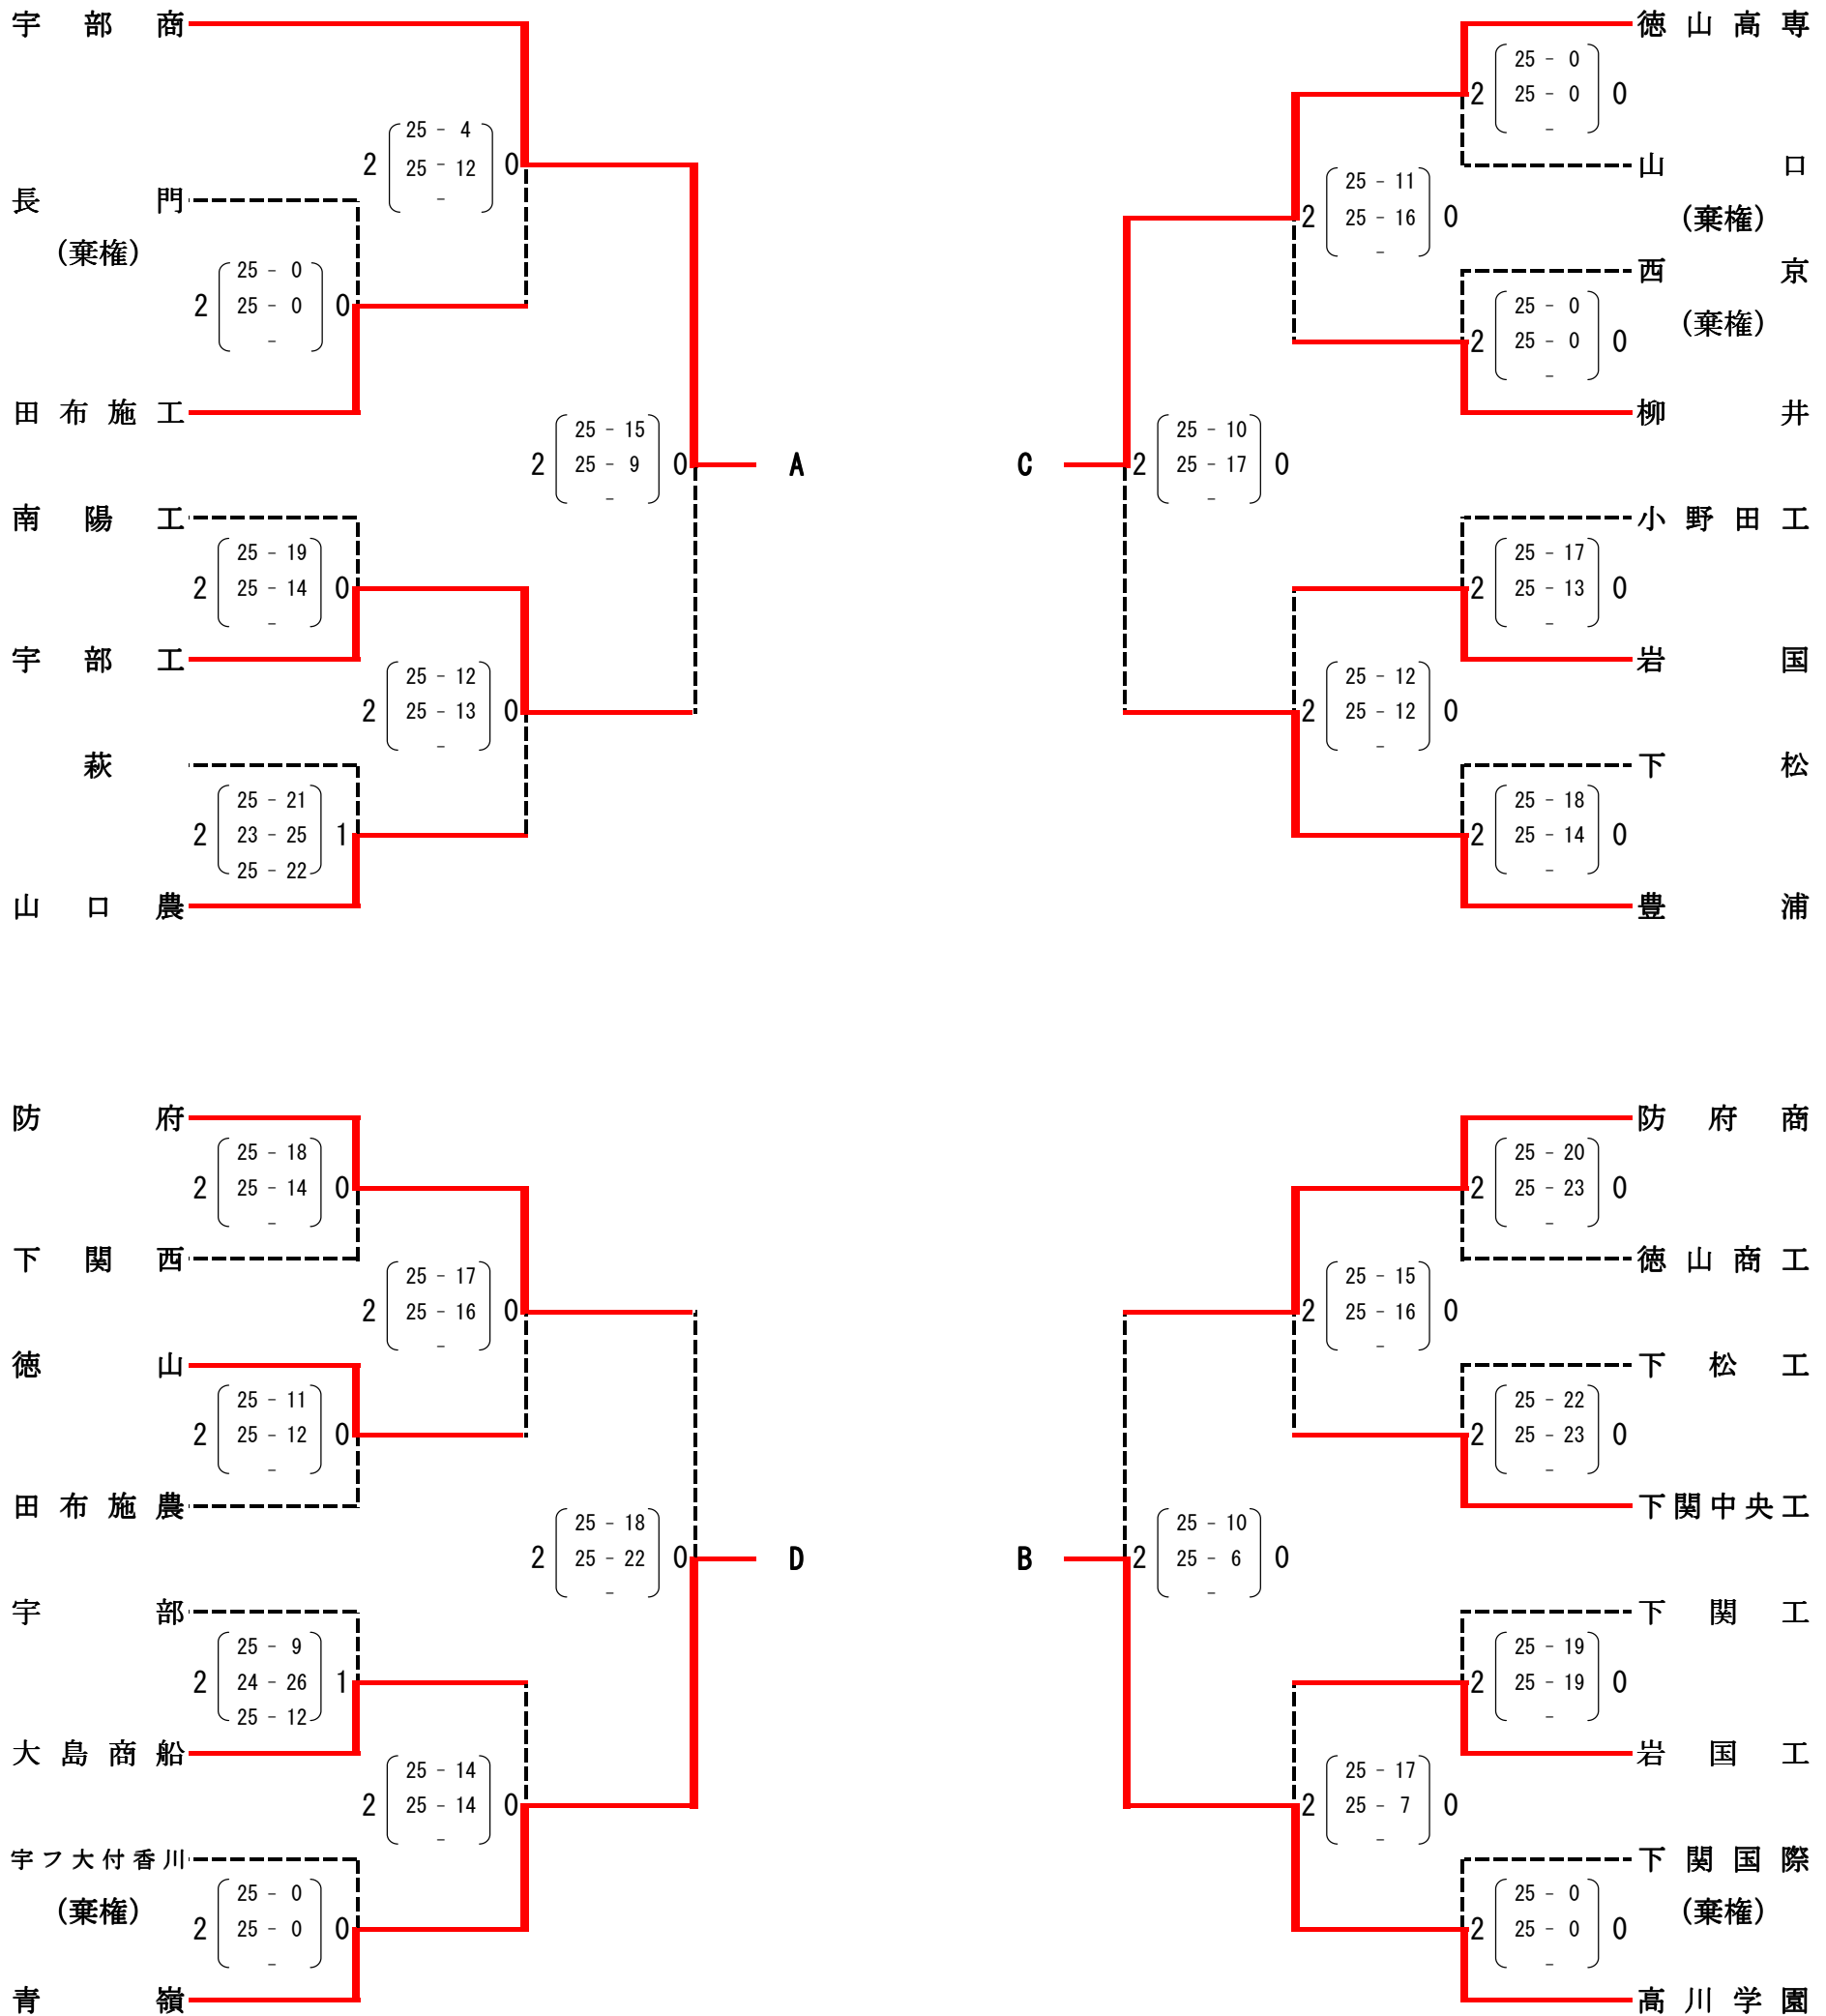 宇部商
2 25 - 4 0
25 - 12
-
長門
(棄権)
2 25 - 0 0
25 - 0
-
田布施工
2 25 - 15 0
25 - 9
-
A
南陽工
2 25 - 19 0
25 - 14
-
宇部工
2 25 - 12 0
25 - 13
-
萩
2 25 - 21 1
23 - 25
25 - 22
山口農
徳山高専
2 25 - 0 0
25 - 0
-
山口
(棄権)
2 25 - 11 0
25 - 16
-
西京
(棄権)
2 25 - 0 0
25 - 0
-
柳井
C
2 25 - 10 0
25 - 17
-
小野田工
2 25 - 17 0
25 - 13
-
岩国
2 25 - 12 0
25 - 12
-
下松
2 25 - 18 0
25 - 14
-
豊浦
防府
2 25 - 18 0
25 - 14
-
下関西
2 25 - 17 0
25 - 16
-
徳山
2 25 - 11 0
25 - 12
-
田布施農
2 25 - 18 0
25 - 22
-
D
宇部
2 25 - 9 1
24 - 26
25 - 12
大島商船
2 25 - 14 0
25 - 14
-
宇フ大付香川
(棄権)
2 25 - 0 0
25 - 0
-
青嶺
防府商
2 25 - 20 0
25 - 23
-
徳山商工
2 25 - 15 0
25 - 16
-
下松工
2 25 - 22 0
25 - 23
-
下関中央工
B
2 25 - 10 0
25 - 6
-
下関工
2 25 - 19 0
25 - 19
-
岩国工
2 25 - 17 0
25 - 7
-
下関国際
(棄権)
2 25 - 0 0
25 - 0
-
高川学園